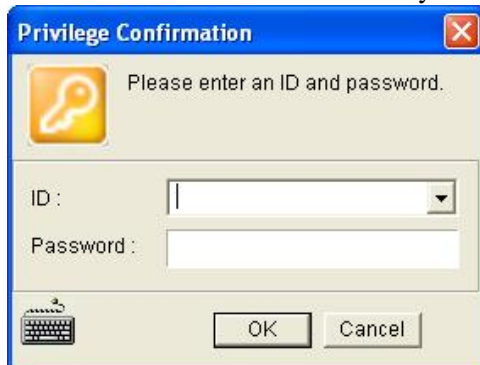 Privilege Confirmation
Please enter an ID and password.
ID :
Password :
OK Cancel